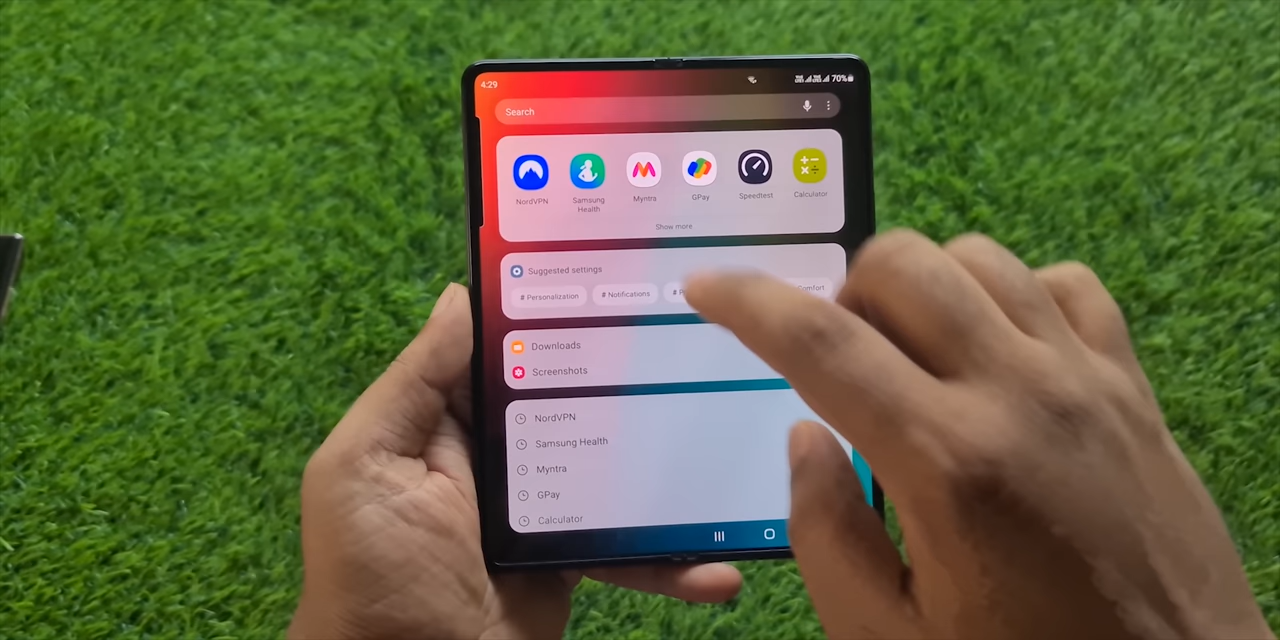 4:29
70%
Search
NordVPN
Samsung Health
Myntra
GPay
Speedtest
Calculator
Show more
Suggested settings
# Personalization
# Notifications
Comfort
Downloads
Screenshots
NordVPN
Samsung Health
Myntra
GPay
Calculator